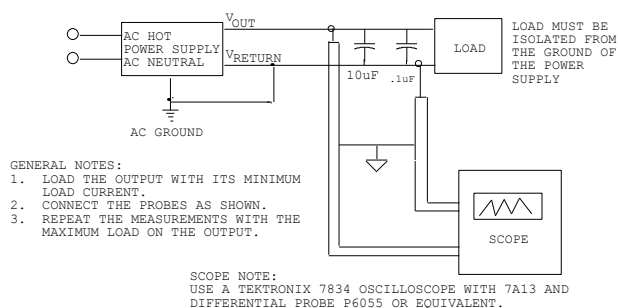 V OUT
AC HOT
POWER SUPPLY
AC NEUTRAL
V RETURN
10uF
.1uF
LOAD
LOAD MUST BE
ISOLATED FROM
THE GROUND OF
THE POWER
SUPPLY
AC GROUND
GENERAL NOTES:
1. LOAD THE OUTPUT WITH ITS MINIMUM
LOAD CURRENT.
2. CONNECT THE PROBES AS SHOWN.
3. REPEAT THE MEASUREMENTS WITH THE
MAXIMUM LOAD ON THE OUTPUT.
SCOPE
SCOPE NOTE:
USE A TEKTRONIX 7834 OSCILLOSCOPE WITH 7A13 AND
DIFFERENTIAL PROBE P6055 OR EQUIVALENT.